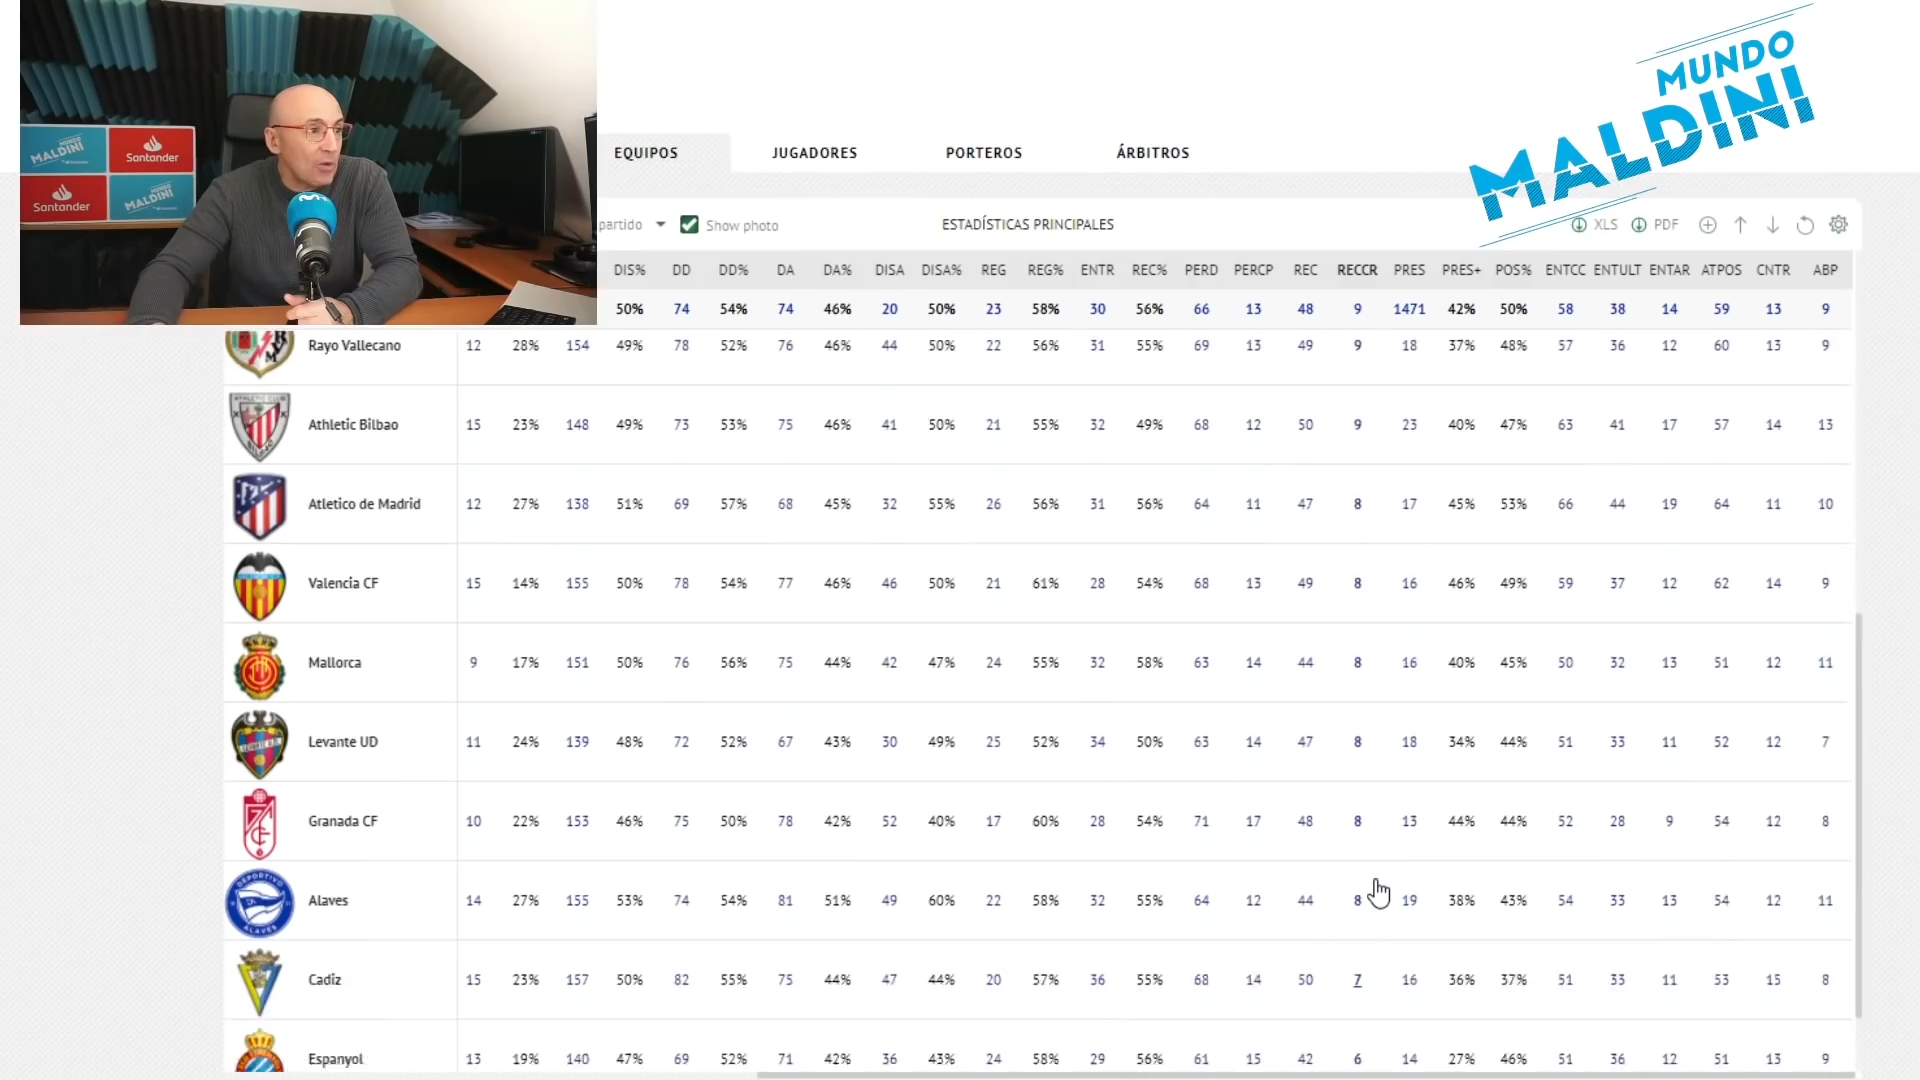 MUNDO
MALDINI
MUNDO
MALDINI
Santander
Santander
MALDINI
EQUIPOS JUGADORES PORTEROS ÁRBITROS
partido Show photo ESTADÍSTICAS PRINCIPALES XLS PDF
DIS% DD DD% DA DA% DISA DISA% REG REG% ENTR REC% PERD PERCP REC RECCR PRES PRES+ POS% ENTCC ENTULT ENTAR ATPOS CNTR ABP
50% 74 54% 74 46% 20 50% 23 58% 30 56% 66 13 48 9 1471 42% 50% 58 38 14 59 13 9
Rayo Vallecano 12 28% 154 49% 78 52% 76 46% 44 50% 22 56% 31 55% 69 13 49 9 18 37% 48% 57 36 12 60 13 9
Athletic Bilbao 15 23% 148 49% 73 53% 75 46% 41 50% 21 55% 32 49% 68 12 50 9 23 40% 47% 63 41 17 57 14 13
Atletico de Madrid 12 27% 138 51% 69 57% 68 45% 32 55% 26 56% 31 56% 64 11 47 8 17 45% 53% 66 44 19 64 11 10
Valencia CF 15 14% 155 50% 78 54% 77 46% 46 50% 21 61% 28 54% 68 13 49 8 16 46% 49% 59 37 12 62 14 9
Mallorca 9 17% 151 50% 76 56% 75 44% 42 47% 24 55% 32 58% 63 14 44 8 16 40% 45% 50 32 13 51 12 11
Levante UD 11 24% 139 48% 72 52% 67 43% 30 49% 25 52% 34 50% 63 14 47 8 18 34% 44% 51 33 11 52 12 7
Granada CF 10 22% 153 46% 75 50% 78 42% 52 40% 17 60% 28 54% 71 17 48 8 13 44% 44% 52 28 9 54 12 8
Alaves 14 27% 155 53% 74 54% 81 51% 49 60% 22 58% 32 55% 64 12 44 8 19 38% 43% 54 33 13 54 12 11
Cadiz 15 23% 157 50% 82 55% 75 44% 47 44% 20 57% 36 55% 68 14 50 7 16 36% 37% 51 33 11 53 15 8
Espanyol 13 19% 140 47% 69 52% 71 42% 36 43% 24 58% 29 56% 61 15 42 6 14 27% 46% 51 36 12 51 13 9